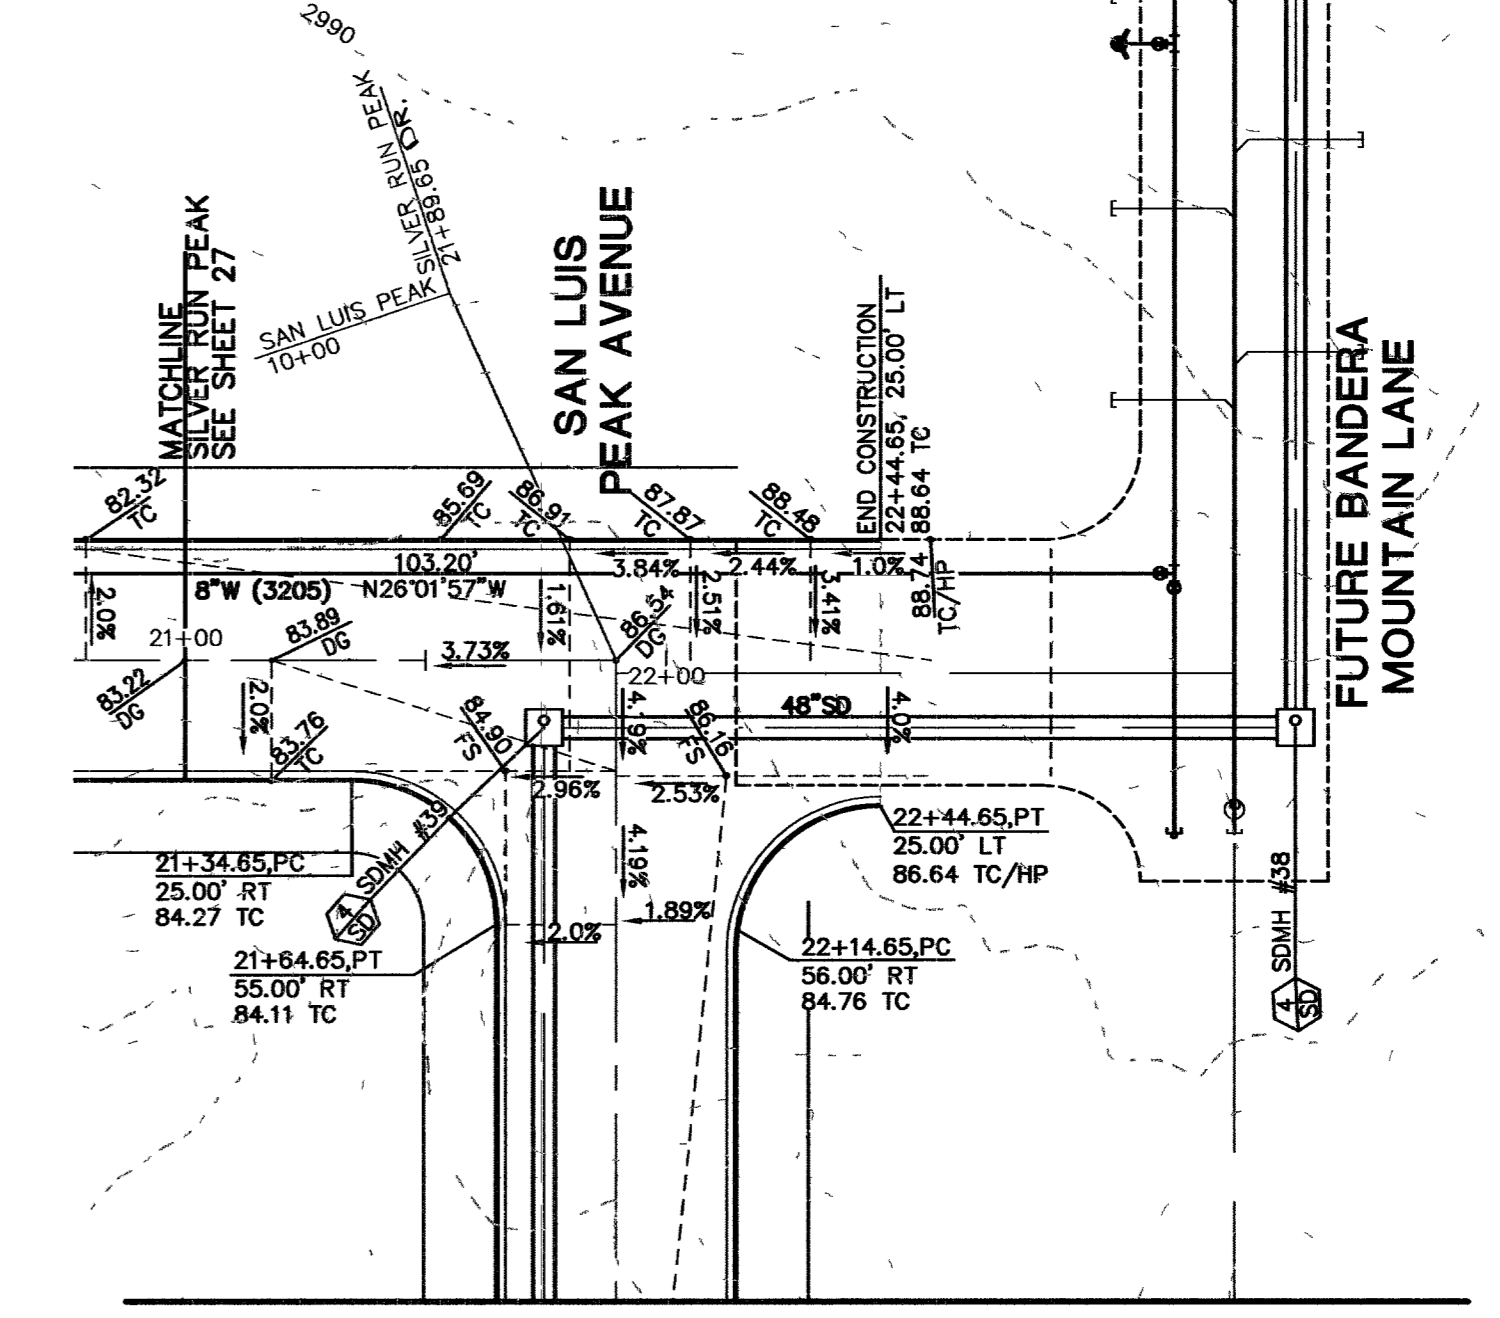 2990
SILVER RUN PEAK
SILVER RUN PEAK DR.
21+89.65
SAN LUIS PEAK
10+00
MATCHLINE
SILVER RUN PEAK
SEE SHEET 27
SAN LUIS
PEAK AVENUE
END CONSTRUCTION
22+44.65, 25.00' LT
88.64 TC
88.74
TC/HP
FUTURE BANDERA
MOUNTAIN LANE
82.32
TC
85.69
TC
86.91
TC
87.87
TC
88.48
TC
103.20'
3.84%
2.44%
1.0%
8"W (3205)
N26°01'57"W
2.0%
1.61%
2.51%
3.41%
21+00
83.89
DG
86.54
DG
3.73%
22+00
83.22
DG
2.0%
83.76
TC
84.90
FS
4.19%
86.16
FS
48"SD
4.0%
2.96%
2.53%
4.19%
22+44.65,PT
25.00' LT
86.64 TC/HP
21+34.65,PC
25.00' RT
84.27 TC
SDMH #39
4
SD
1.89%
2.0%
21+64.65,PT
55.00' RT
84.11 TC
22+14.65,PC
56.00' RT
84.76 TC
SDMH #38
4
SD